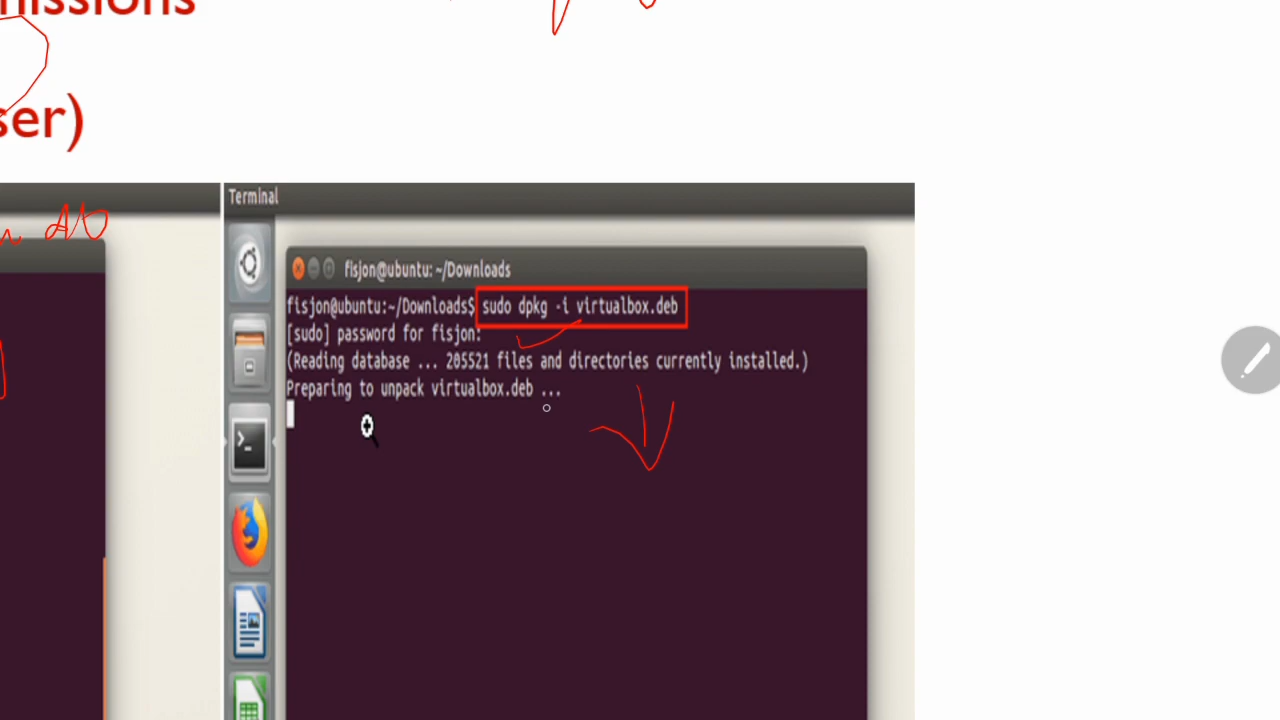 missions
ser)
Terminal
fisjon@ubuntu: ~/Downloads
fisjon@ubuntu:~/Downloads$ sudo dpkg -i virtualbox.deb
[sudo] password for fisjon:
(Reading database ... 205521 files and directories currently installed.)
Preparing to unpack virtualbox.deb ...